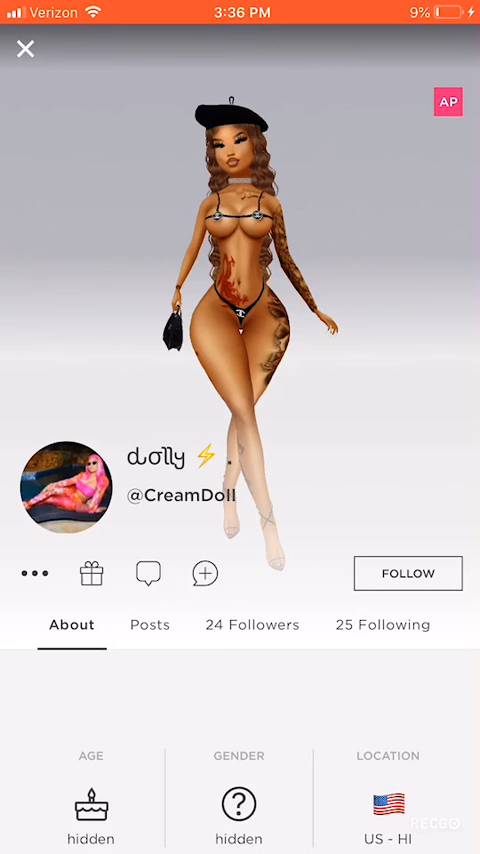 Verizon 3:36 PM 9%
AP
dolly ⚡ .
@CreamDoll
FOLLOW
About Posts 24 Followers 25 Following
AGE GENDER LOCATION
hidden hidden US - HI
RECGO